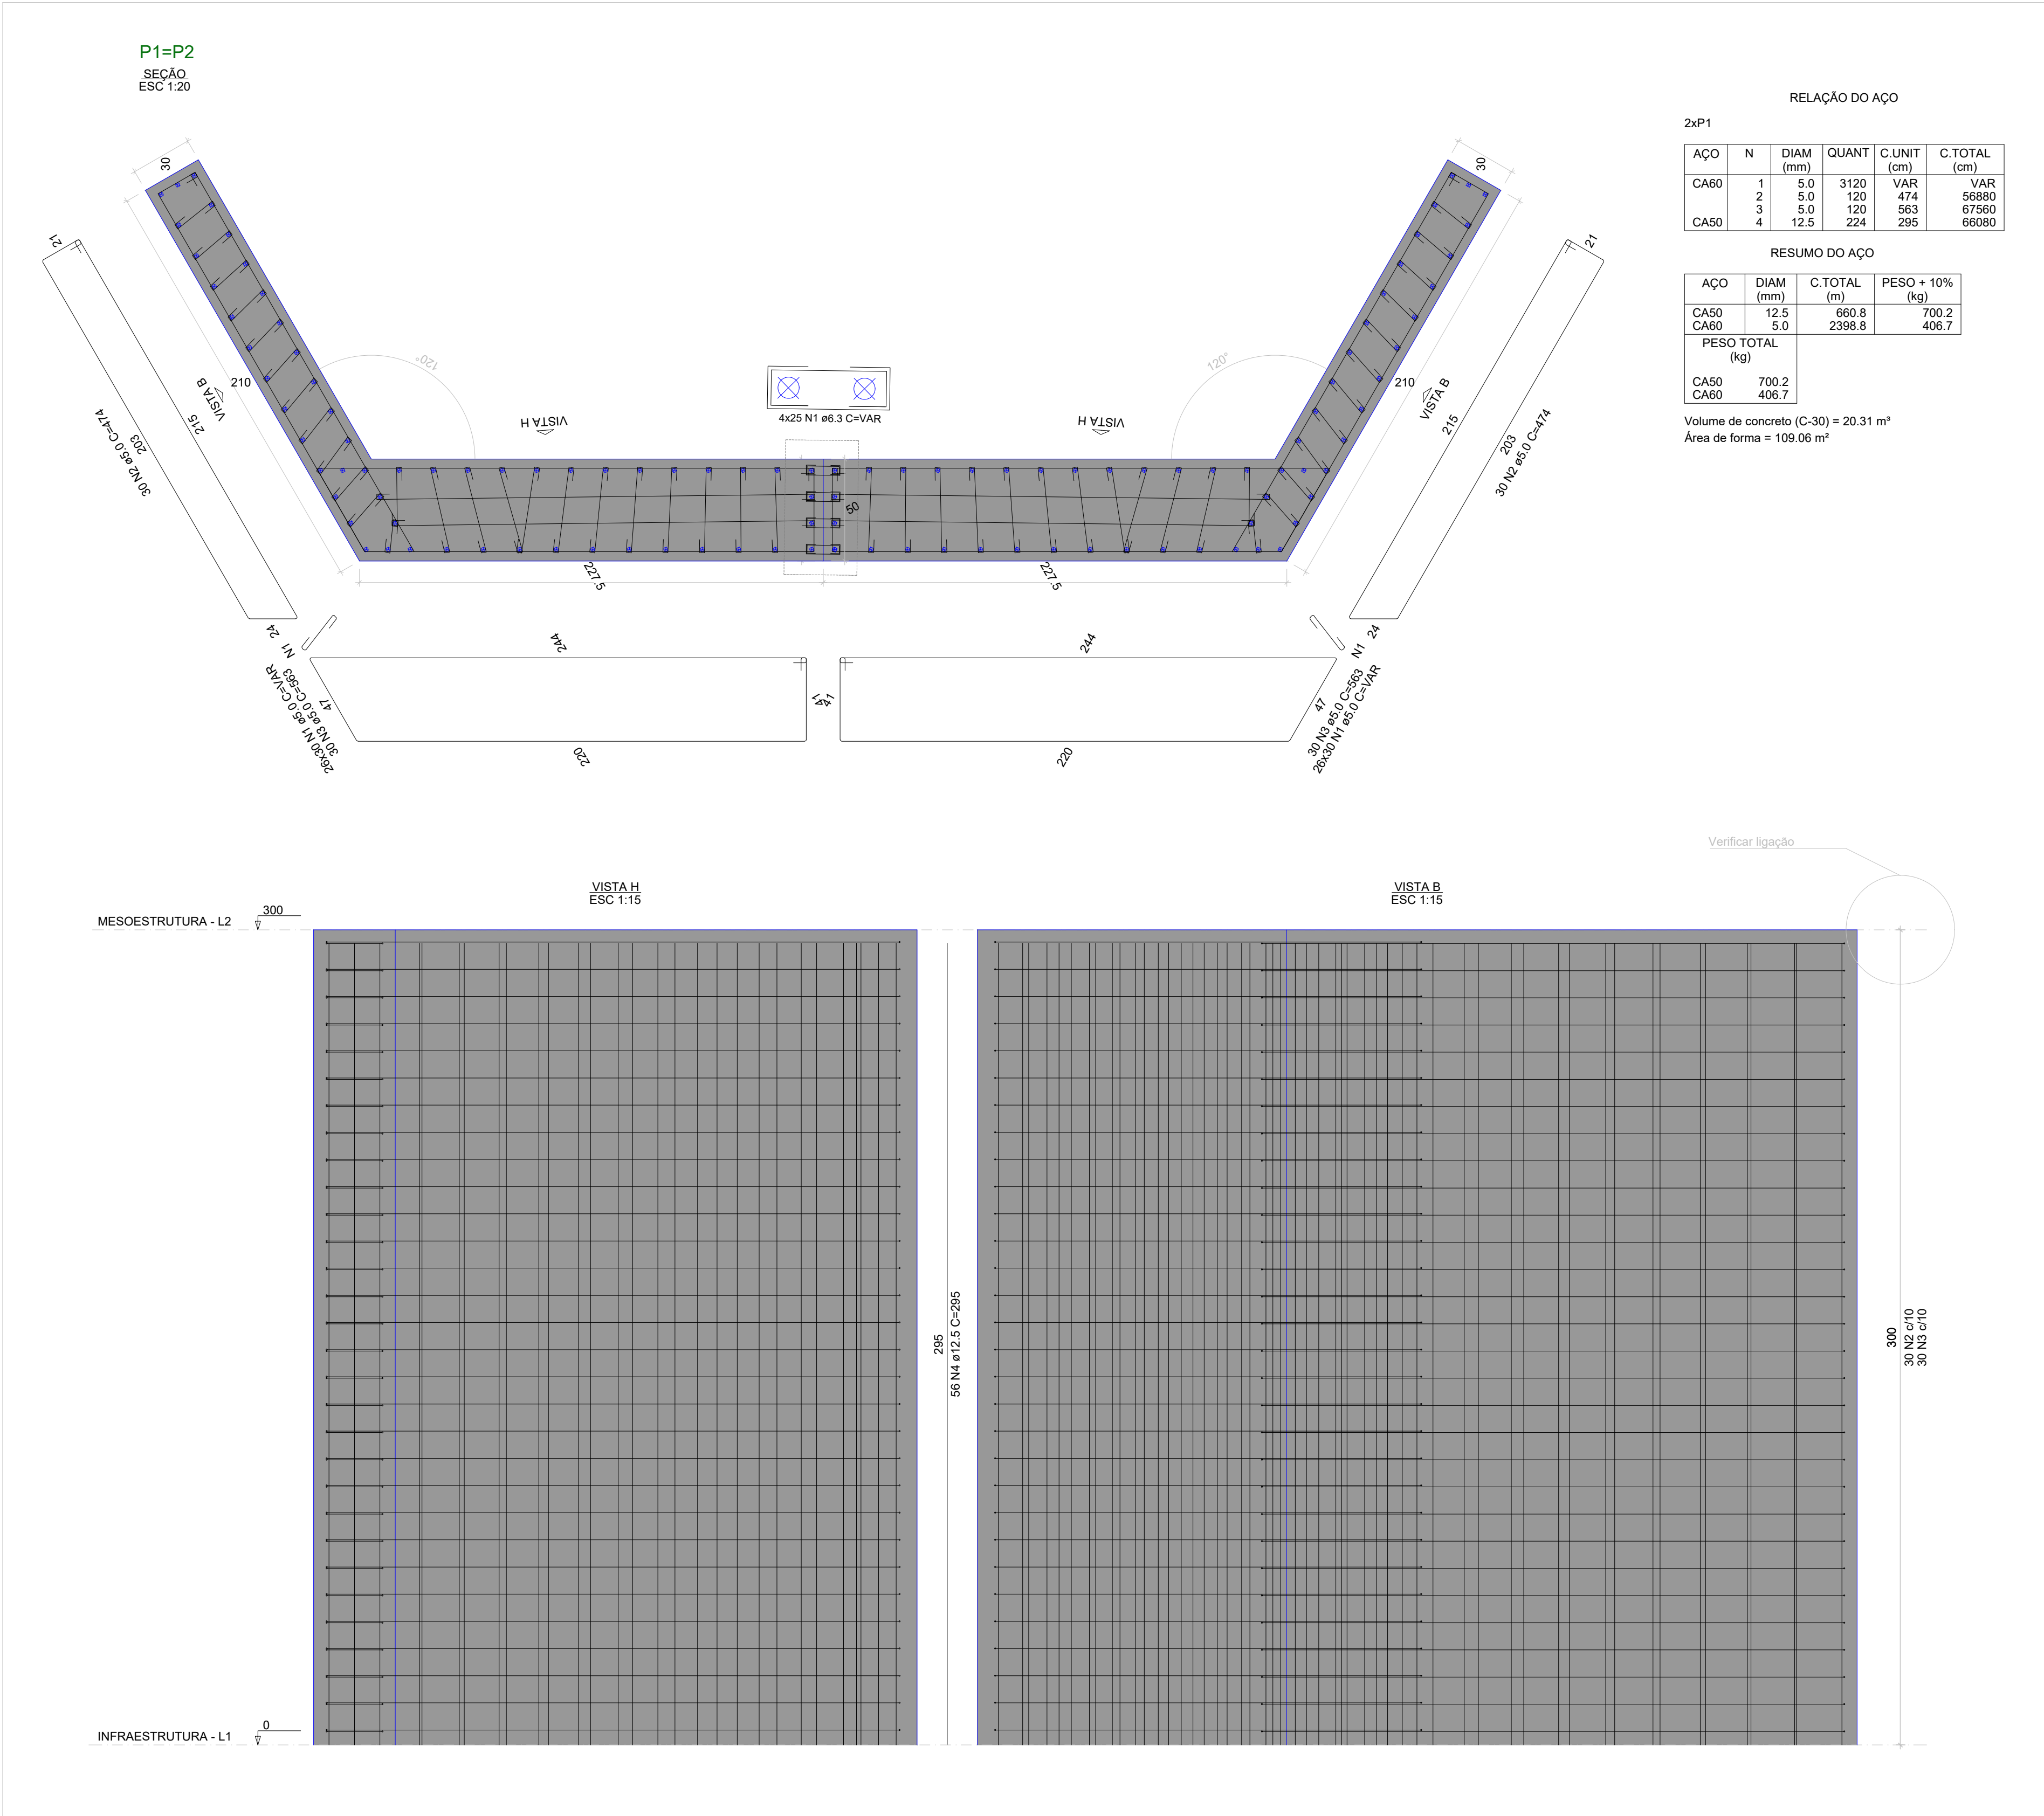 P1=P2
SEÇÃO
ESC 1:20
30
30
21
21
210
210
VISTA B
VISTA B
215
215
203
30 N2 ø5.0 C=474
203
30 N2 ø5.0 C=474
120°
120°
VISTA H
VISTA H
4x25 N1 ø6.3 C=VAR
50
227.5
227.5
24
24
N1
N1
244
244
47
30 N3 ø5.0 C=563
26x30 N1 ø5.0 C=VAR
41
41
47
30 N3 ø5.0 C=563
26x30 N1 ø5.0 C=VAR
220
220
RELAÇÃO DO AÇO
2xP1
AÇO N DIAM QUANT C.UNIT C.TOTAL
(mm) (cm) (cm)
CA60 1 5.0 3120 VAR VAR
2 5.0 120 474 56880
3 5.0 120 563 67560
CA50 4 12.5 224 295 66080
RESUMO DO AÇO
AÇO DIAM C.TOTAL PESO + 10%
(mm) (m) (kg)
CA50 12.5 660.8 700.2
CA60 5.0 2398.8 406.7
PESO TOTAL
(kg)
CA50 700.2
CA60 406.7
Volume de concreto (C-30) = 20.31 m³
Área de forma = 109.06 m²
Verificar ligação
VISTA H
ESC 1:15
VISTA B
ESC 1:15
MESOESTRUTURA - L2
300
295
56 N4 ø12.5 C=295
300
30 N2 c/10
30 N3 c/10
INFRAESTRUTURA - L1
0